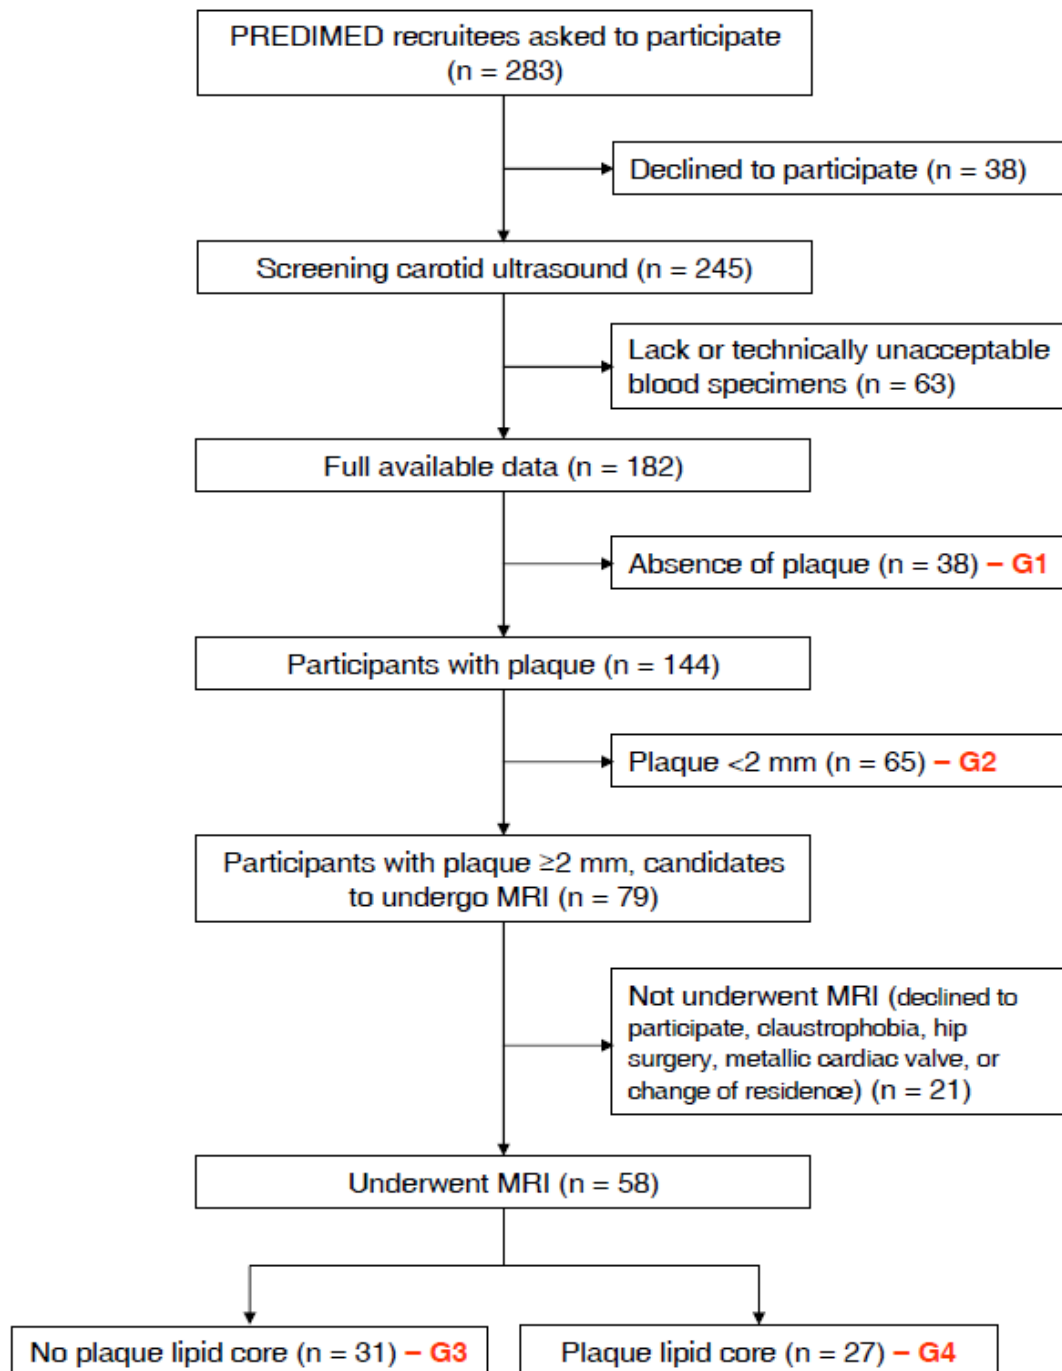 PREDIMED recruitees asked to participate
(n = 283)
Declined to participate (n = 38)
Screening carotid ultrasound (n = 245)
Lack or technically unacceptable
blood specimens (n = 63)
Full available data (n = 182)
Absence of plaque (n = 38) – G1
Participants with plaque (n = 144)
Plaque <2 mm (n = 65) – G2
Participants with plaque ≥2 mm, candidates
to undergo MRI (n = 79)
Not underwent MRI (declined to
participate, claustrophobia, hip
surgery, metallic cardiac valve, or
change of residence) (n = 21)
Underwent MRI (n = 58)
No plaque lipid core (n = 31) – G3
Plaque lipid core (n = 27) – G4